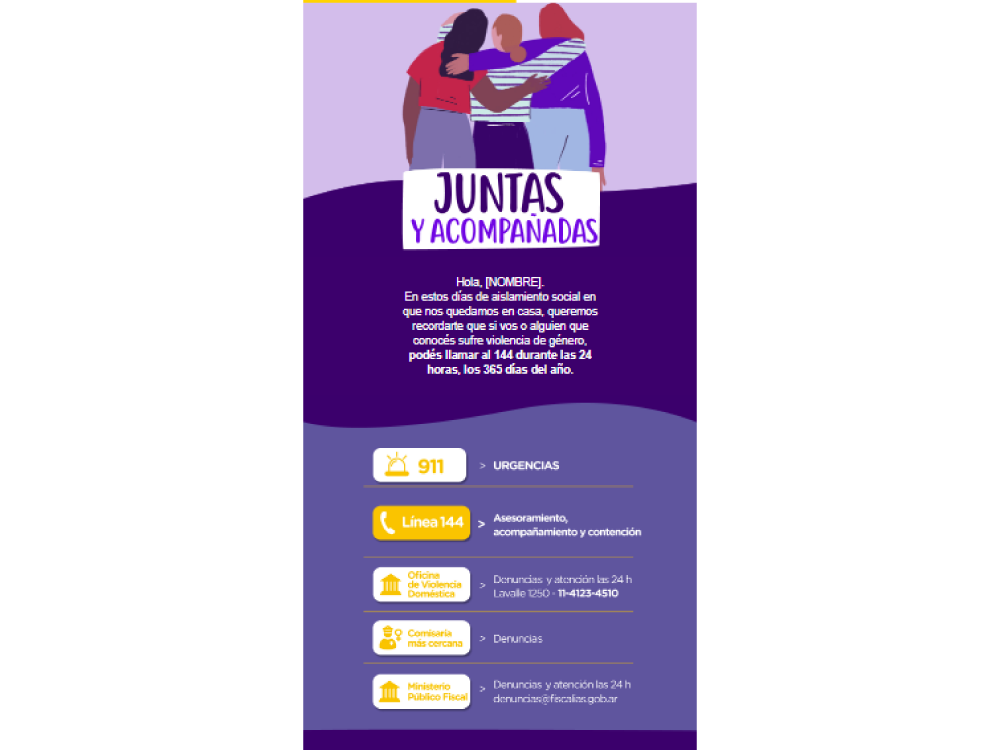 JUNTAS
Y ACOMPAÑADAS
Hola, [NOMBRE].
En estos días de aislamiento social en
que nos quedamos en casa, queremos
recordarte que si vos o alguien que
conocés sufre violencia de género,
podés llamar al 144 durante las 24
horas, los 365 días del año.
911 > URGENCIAS
Línea 144 > Asesoramiento,
acompañamiento y contención
Oficina
de Violencia
Doméstica
> Denuncias y atención las 24 h
Lavalle 1250 - 11-4123-4510
Comisaría
más cercana
> Denuncias
Ministerio
Público Fiscal
> Denuncias y atención las 24 h
denuncias@fiscalias.gob.ar